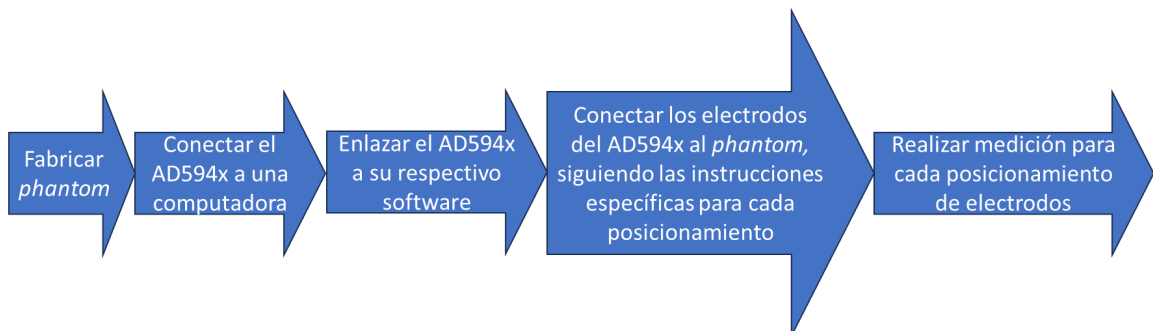 Fabricar
phantom
Conectar el
AD594x a una
computadora
Enlazar el AD594x
a su respectivo
software
Conectar los electrodos
del AD594x al phantom,
siguiendo las instrucciones
específicas para cada
posicionamiento
Realizar medición para
cada posicionamiento
de electrodos